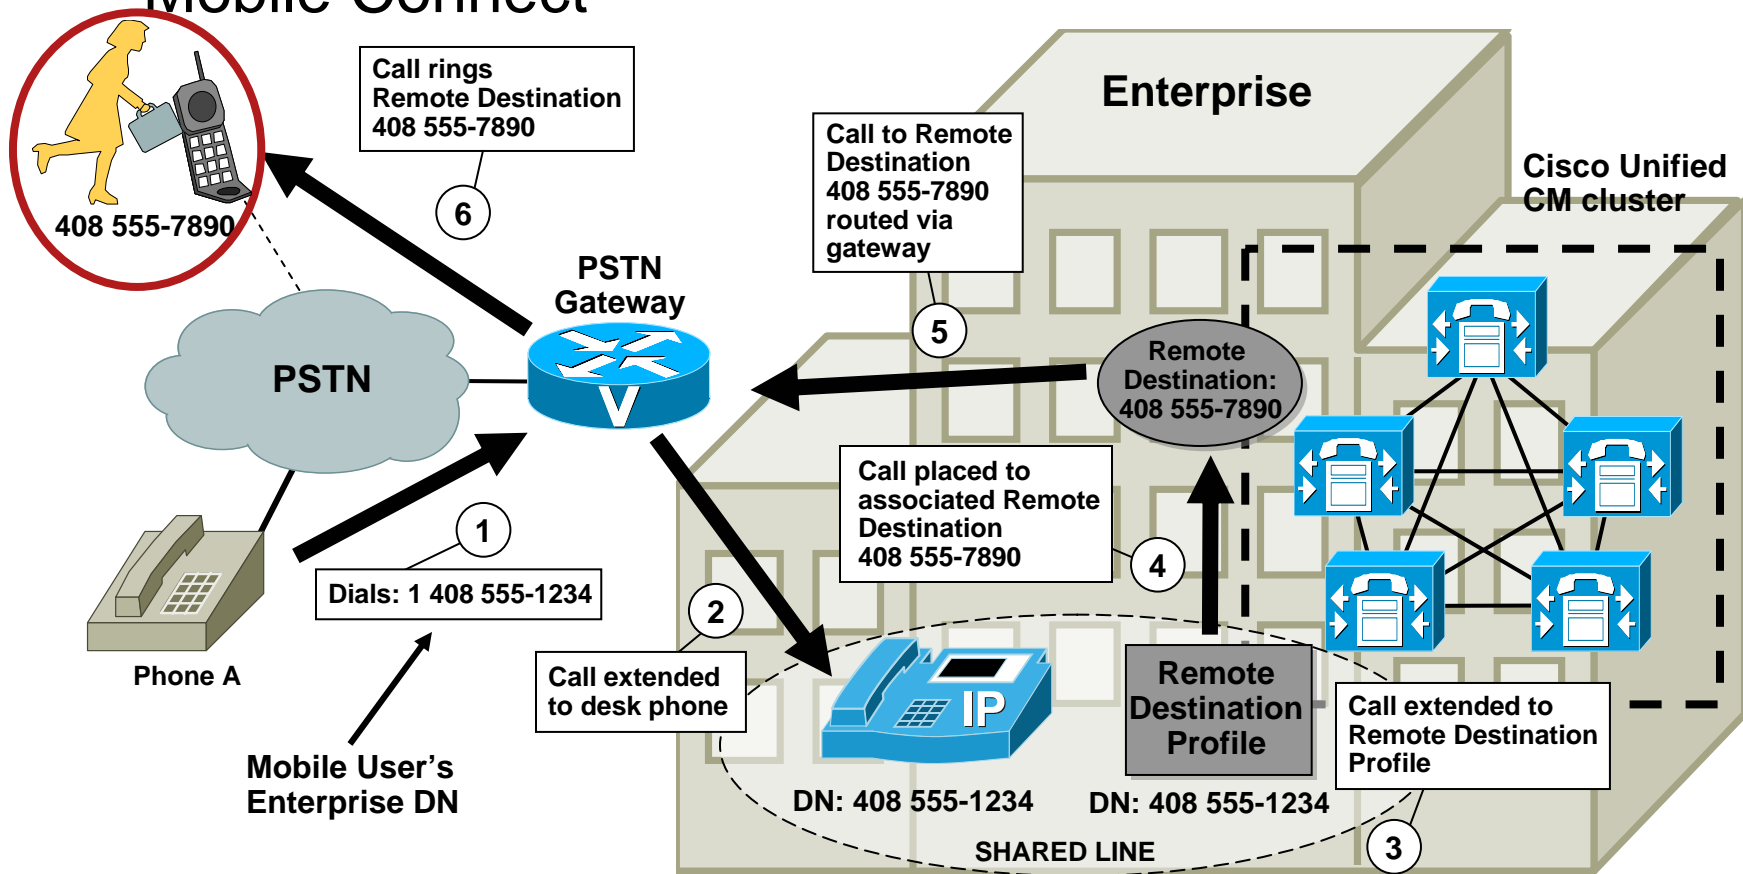 Mobile Connect
Call rings
Remote Destination
408 555-7890
6
408 555-7890
PSTN
Gateway
V
PSTN
1
Dials: 1 408 555-1234
Phone A
Mobile User's
Enterprise DN
Enterprise
Call to Remote
Destination
408 555-7890
routed via
gateway
5
Cisco Unified
CM cluster
Remote
Destination:
408 555-7890
Call placed to
associated Remote
Destination
408 555-7890
4
2
Call extended
to desk phone
IP
DN: 408 555-1234
Remote
Destination
Profile
DN: 408 555-1234
Call extended to
Remote Destination
Profile
3
SHARED LINE